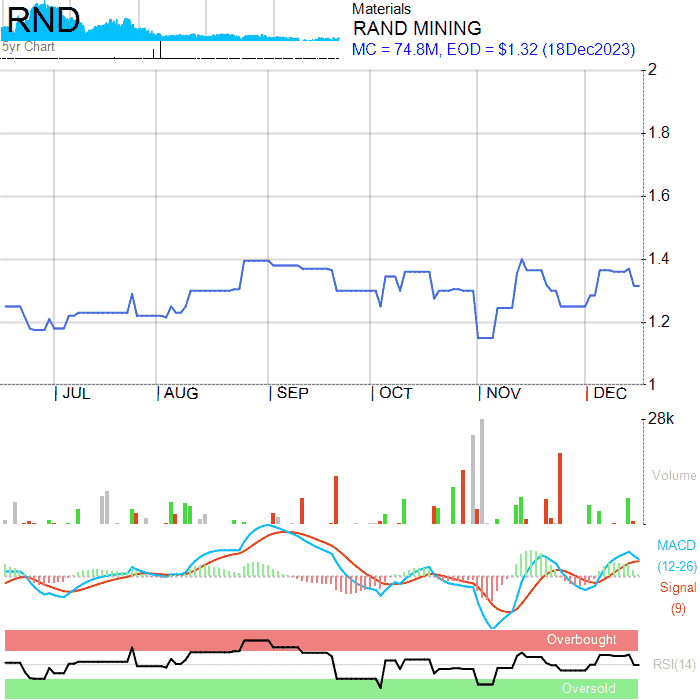 RND
5yr Chart
Materials
RAND MINING
MC = 74.8M, EOD = $1.32 (18Dec2023)
2
1.8
1.6
1.4
1.2
1
JUL AUG SEP OCT NOV DEC
28k
Volume
MACD
(12-26)
Signal
(9)
Overbought
RSI(14)
Oversold